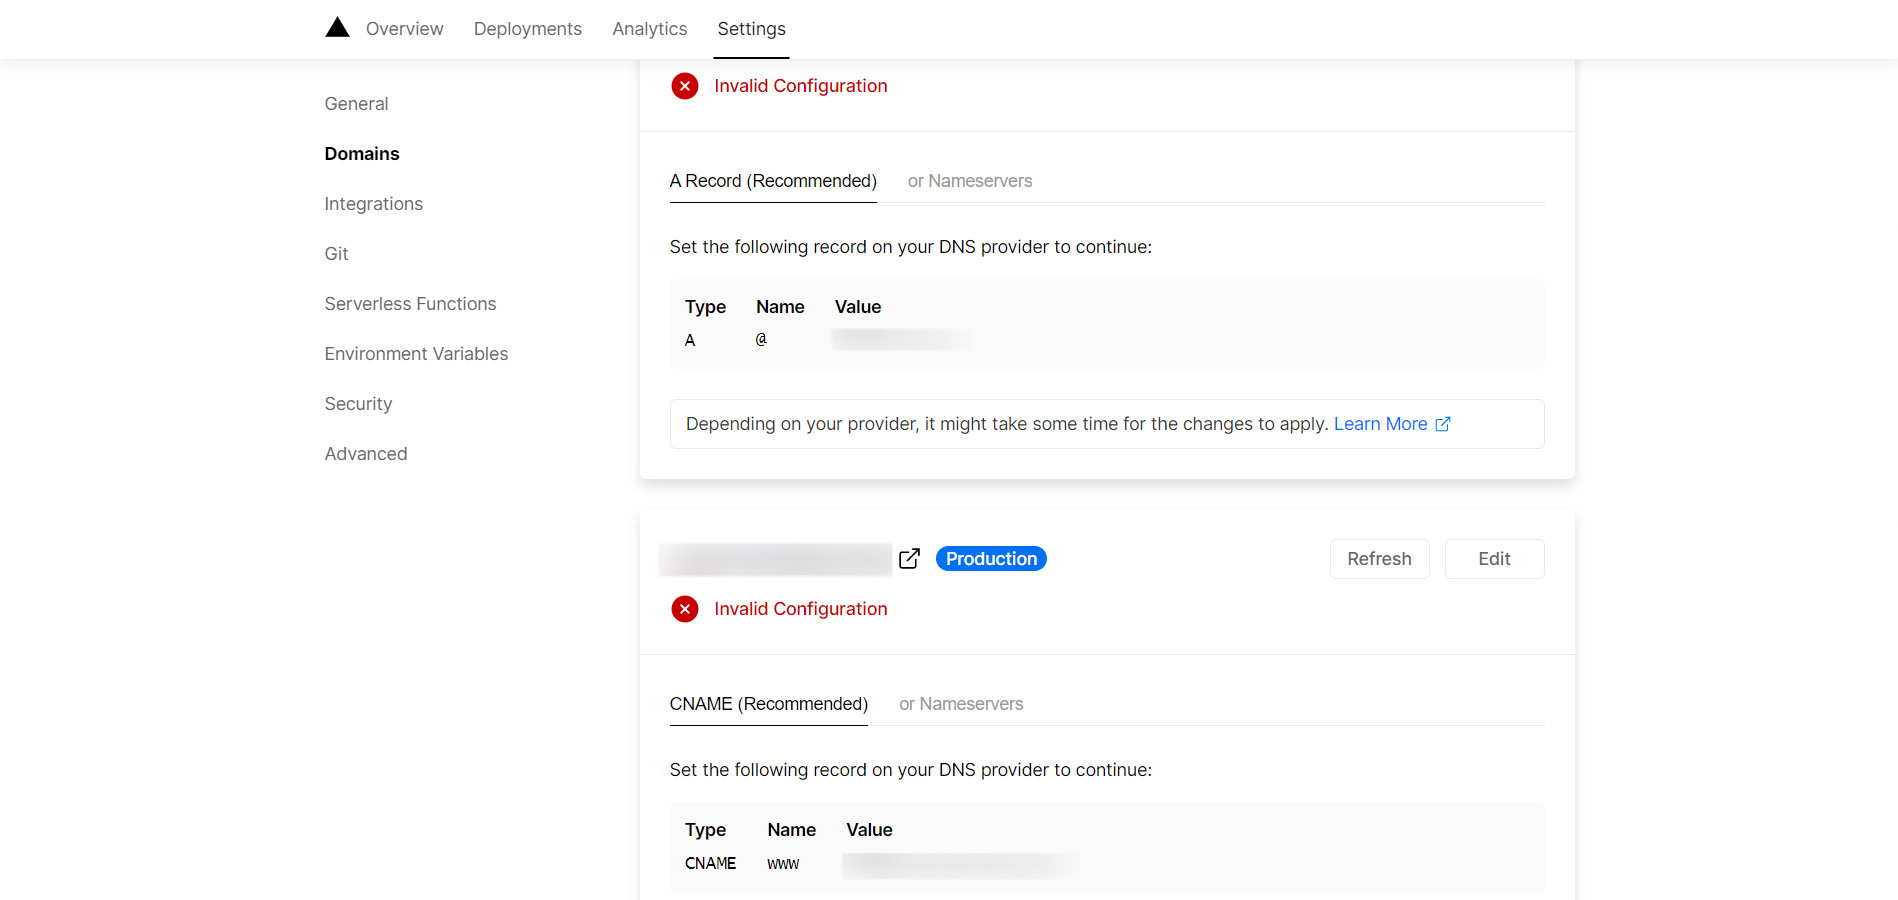 Overview Deployments Analytics Settings
General
Domains
Integrations
Git
Serverless Functions
Environment Variables
Security
Advanced
Invalid Configuration
A Record (Recommended) or Nameservers
Set the following record on your DNS provider to continue:
Type Name Value
A @
Depending on your provider, it might take some time for the changes to apply. Learn More
Production Refresh Edit
Invalid Configuration
CNAME (Recommended) or Nameservers
Set the following record on your DNS provider to continue:
Type Name Value
CNAME www